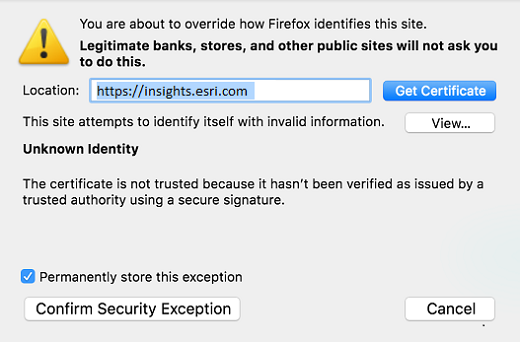 You are about to override how Firefox identifies this site.
Legitimate banks, stores, and other public sites will not ask you
to do this.
Location: https://insights.esri.com Get Certificate
This site attempts to identify itself with invalid information. View...
Unknown Identity
The certificate is not trusted because it hasn't been verified as issued by a
trusted authority using a secure signature.
Permanently store this exception
Confirm Security Exception Cancel